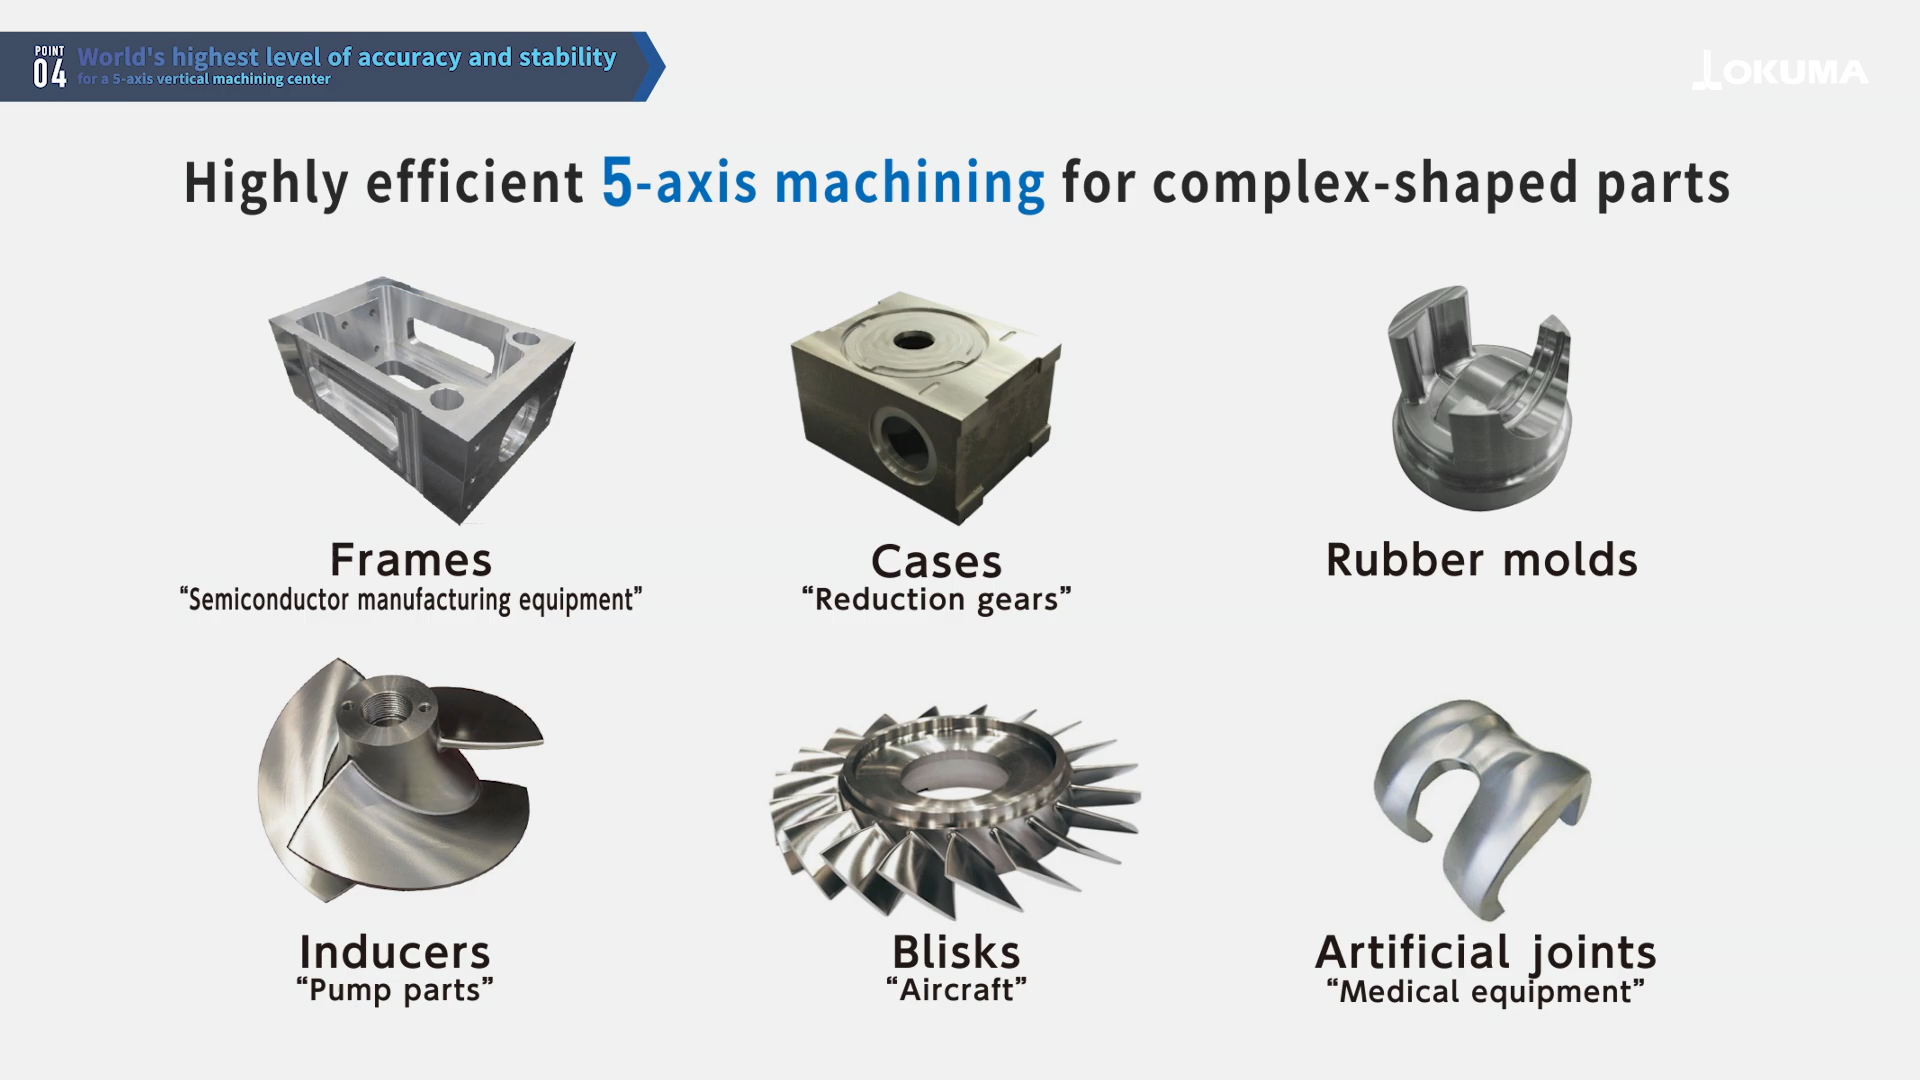 POINT
04
World's highest level of accuracy and stability
for a 5-axis vertical machining center
OKUMA
Highly efficient 5-axis machining for complex-shaped parts
Frames
“Semiconductor manufacturing equipment”
Cases
“Reduction gears”
Rubber molds
Inducers
“Pump parts”
Blisks
“Aircraft”
Artificial joints
“Medical equipment”